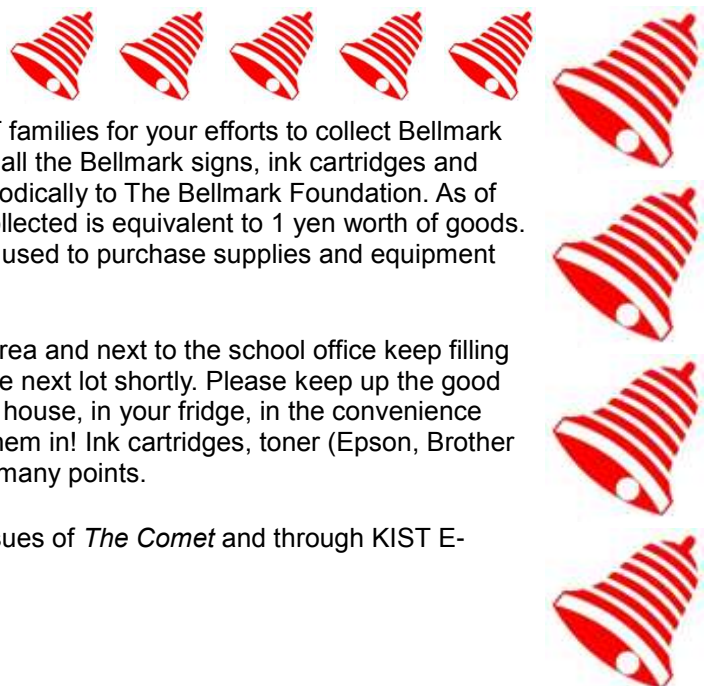 families for your efforts to collect Bellmark
all the Bellmark signs, ink cartridges and
odically to The Bellmark Foundation. As of
ollected is equivalent to 1 yen worth of goods.
used to purchase supplies and equipment
rea and next to the school office keep filling
e next lot shortly. Please keep up the good
house, in your fridge, in the convenience
hem in! Ink cartridges, toner (Epson, Brother
many points.
sues of The Comet and through KIST E-